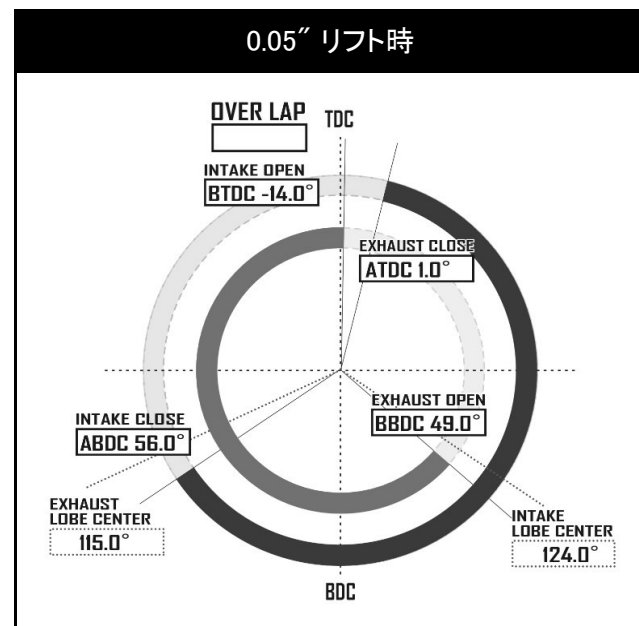 0.05″ リフト時
OVER LAP
TDC
INTAKE OPEN
BTDC -14.0°
EXHAUST CLOSE
ATDC 1.0°
EXHAUST OPEN
BBDC 49.0°
INTAKE CLOSE
ABDC 56.0°
EXHAUST
LOBE CENTER
115.0°
INTAKE
LOBE CENTER
124.0°
BDC